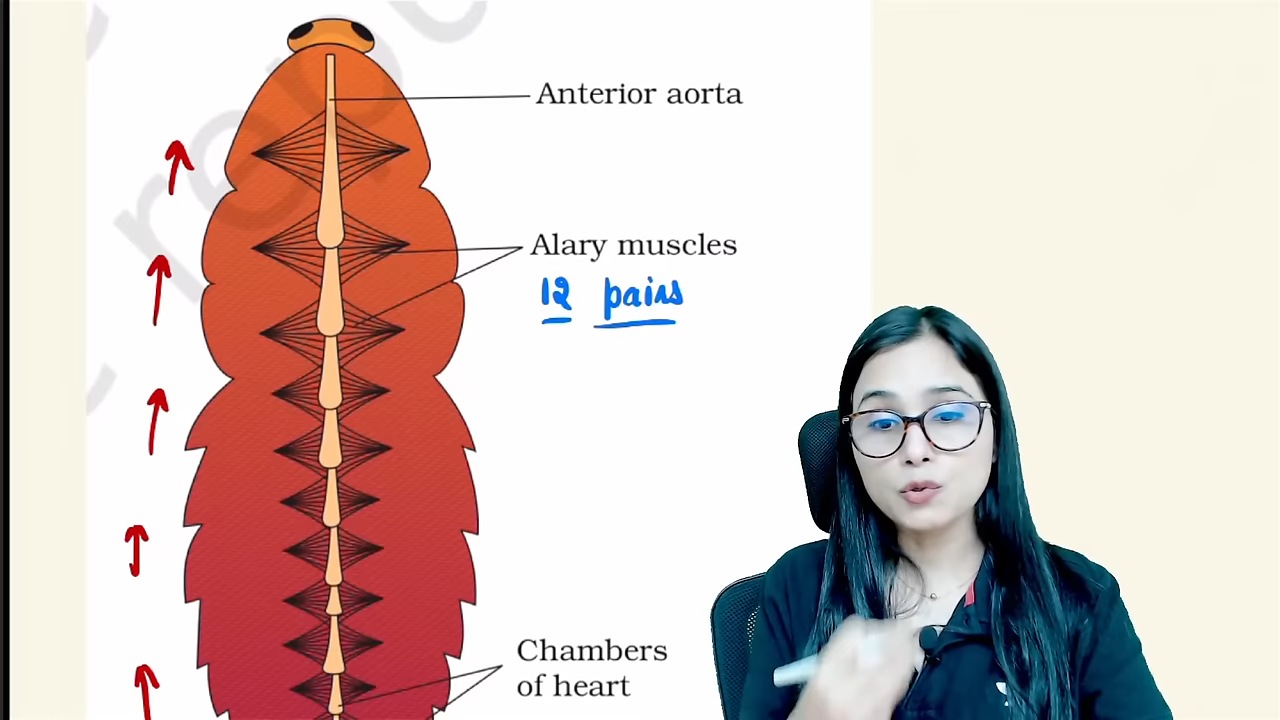 Anterior aorta
Alary muscles
12 pairs
Chambers
of heart